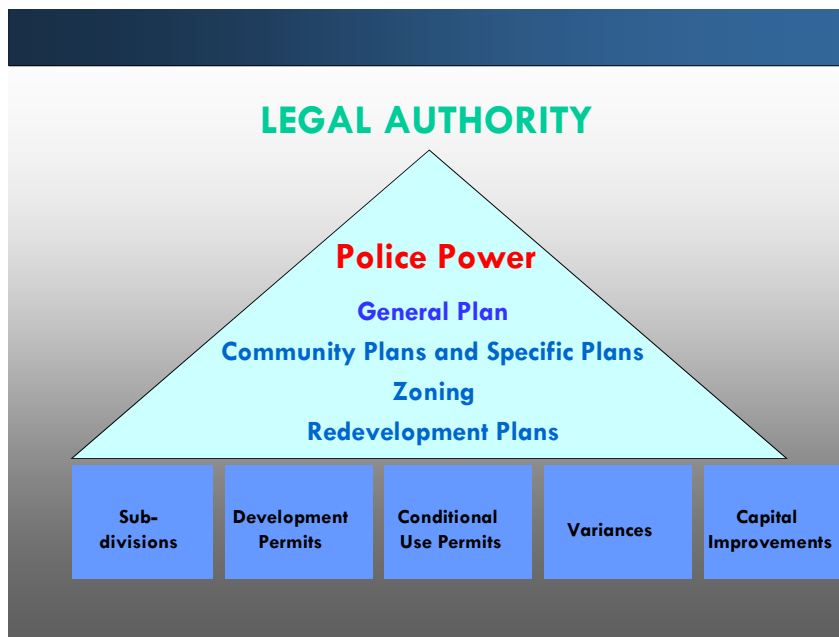 LEGAL AUTHORITY
Police Power
General Plan
Community Plans and Specific Plans
Zoning
Redevelopment Plans
Sub-
divisions
Development
Permits
Conditional
Use Permits
Variances
Capital
Improvements